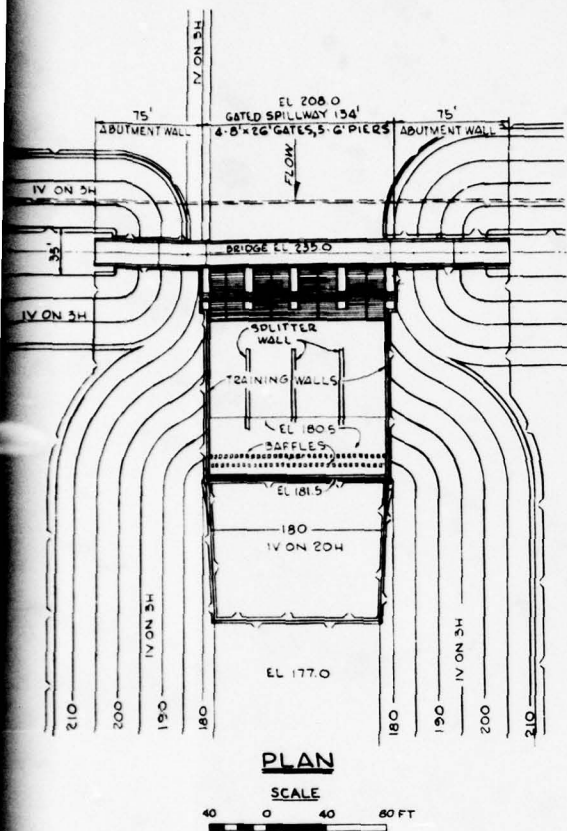 1V ON 3H
EL 208.0
75'
GATED SPILLWAY 134'
75'
ABUTMENT WALL
4-8'x26' GATES, 5-6' PIERS
ABUTMENT WALL
FLOW
1V ON 3H
35'
BRIDGE EL 235.0
1V ON 3H
SPLITTER
WALL
TRAINING WALLS
EL 180.5
BAFFLES
EL 181.5
180
1V ON 20H
1V ON 3H
1V ON 3H
EL 177.0
210
200
190
180
180
190
200
210
PLAN
SCALE
40 0 40 80 FT